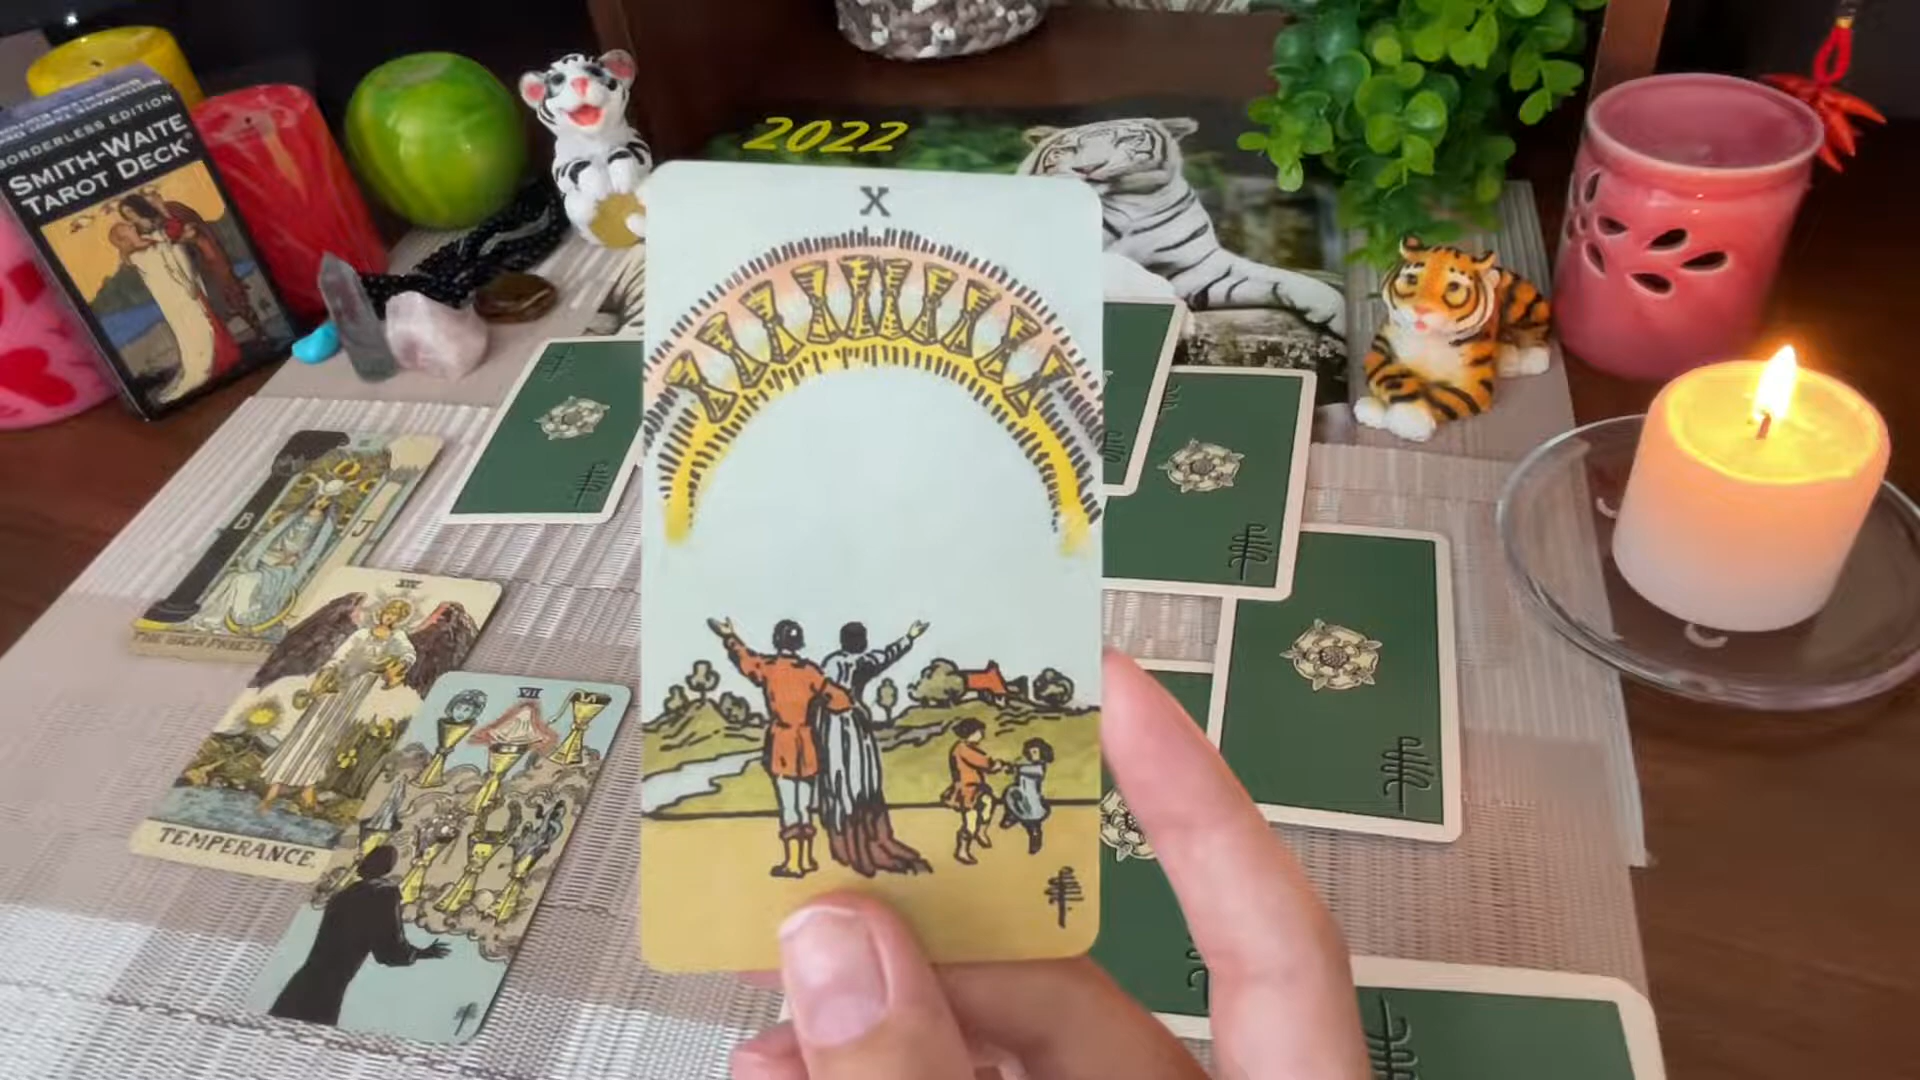 BORDERLESS EDITION
SMITH-WAITE
TAROT DECK
2022
X
B
J
THE HIGH PRIESTESS
XIV
TEMPERANCE.
VII